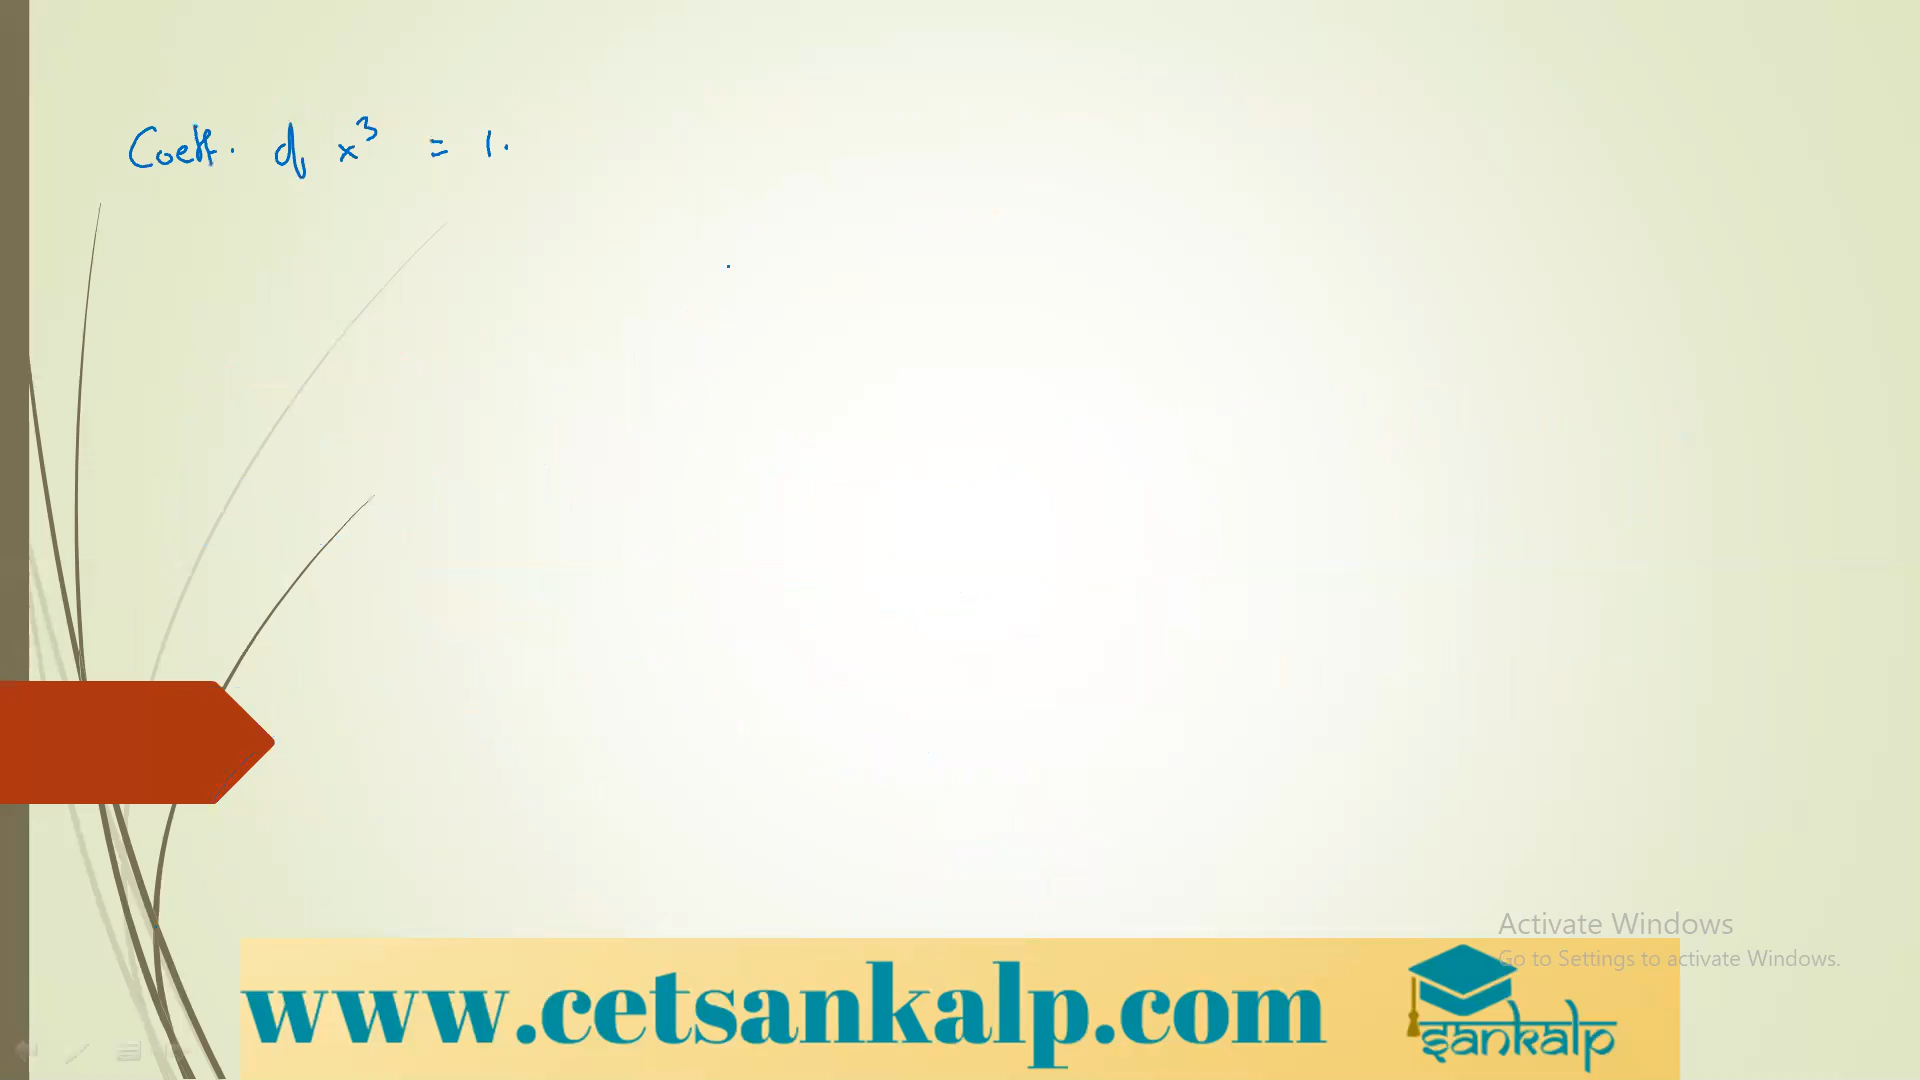 Coeff. of x³ = 1.
Activate Windows
Go to Settings to activate Windows.
www.cetsankalp.com
sankalp